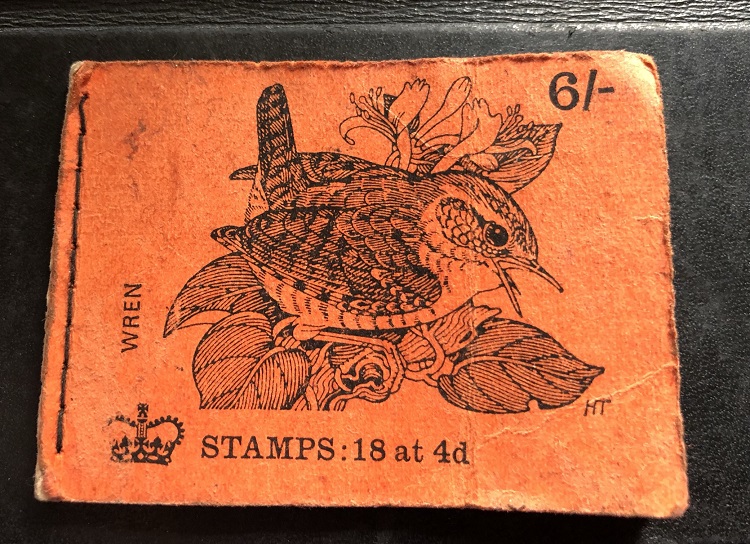 6/-
WREN
HT
STAMPS: 18 at 4d